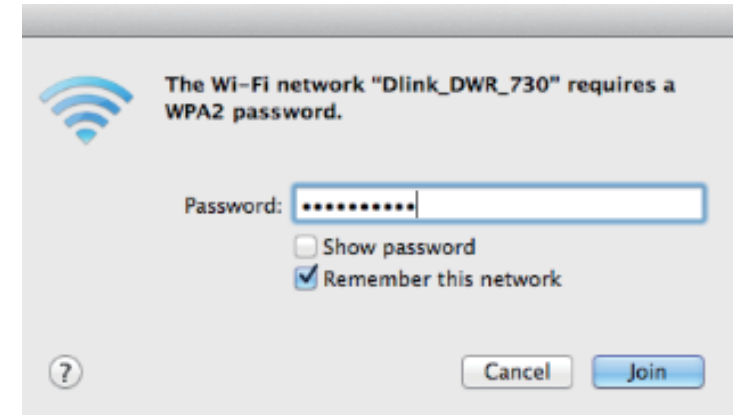 The Wi-Fi network "Dlink_DWR_730" requires a
WPA2 password.
Password: ••••••••••
Show password
Remember this network
? Cancel Join